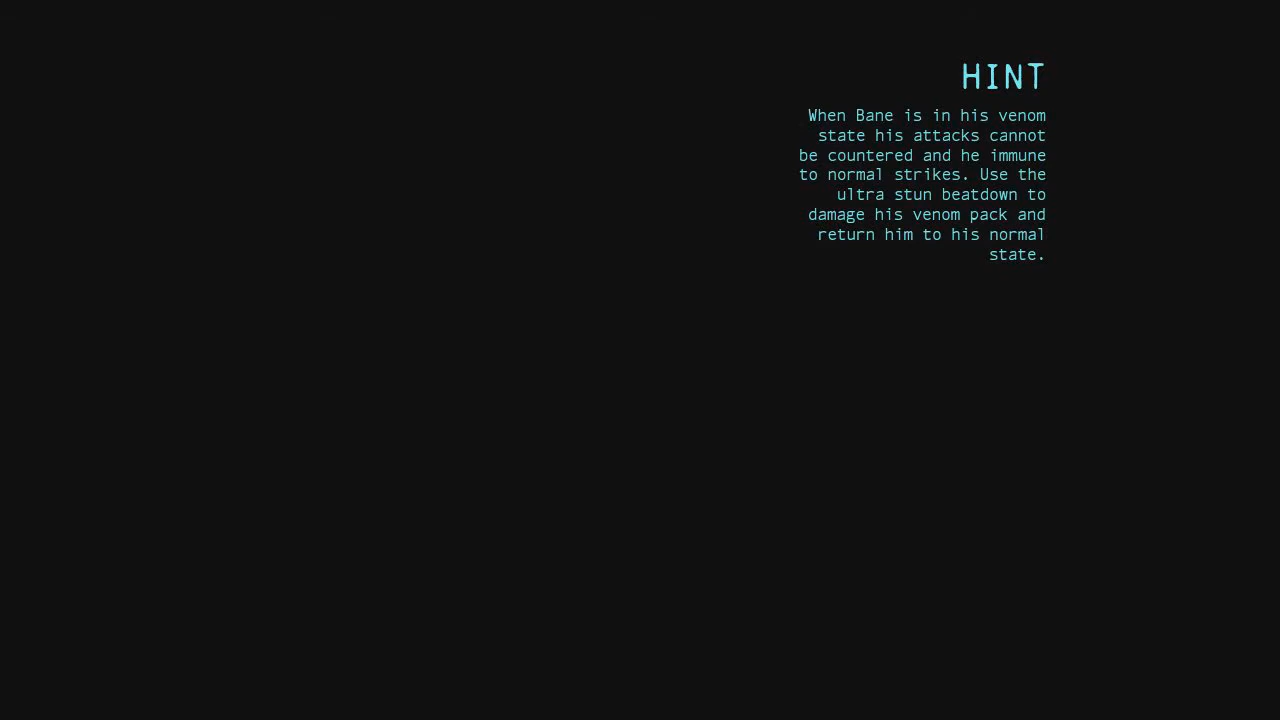 HINT
When Bane is in his venom
state his attacks cannot
be countered and he immune
to normal strikes. Use the
ultra stun beatdown to
damage his venom pack and
return him to his normal
state.